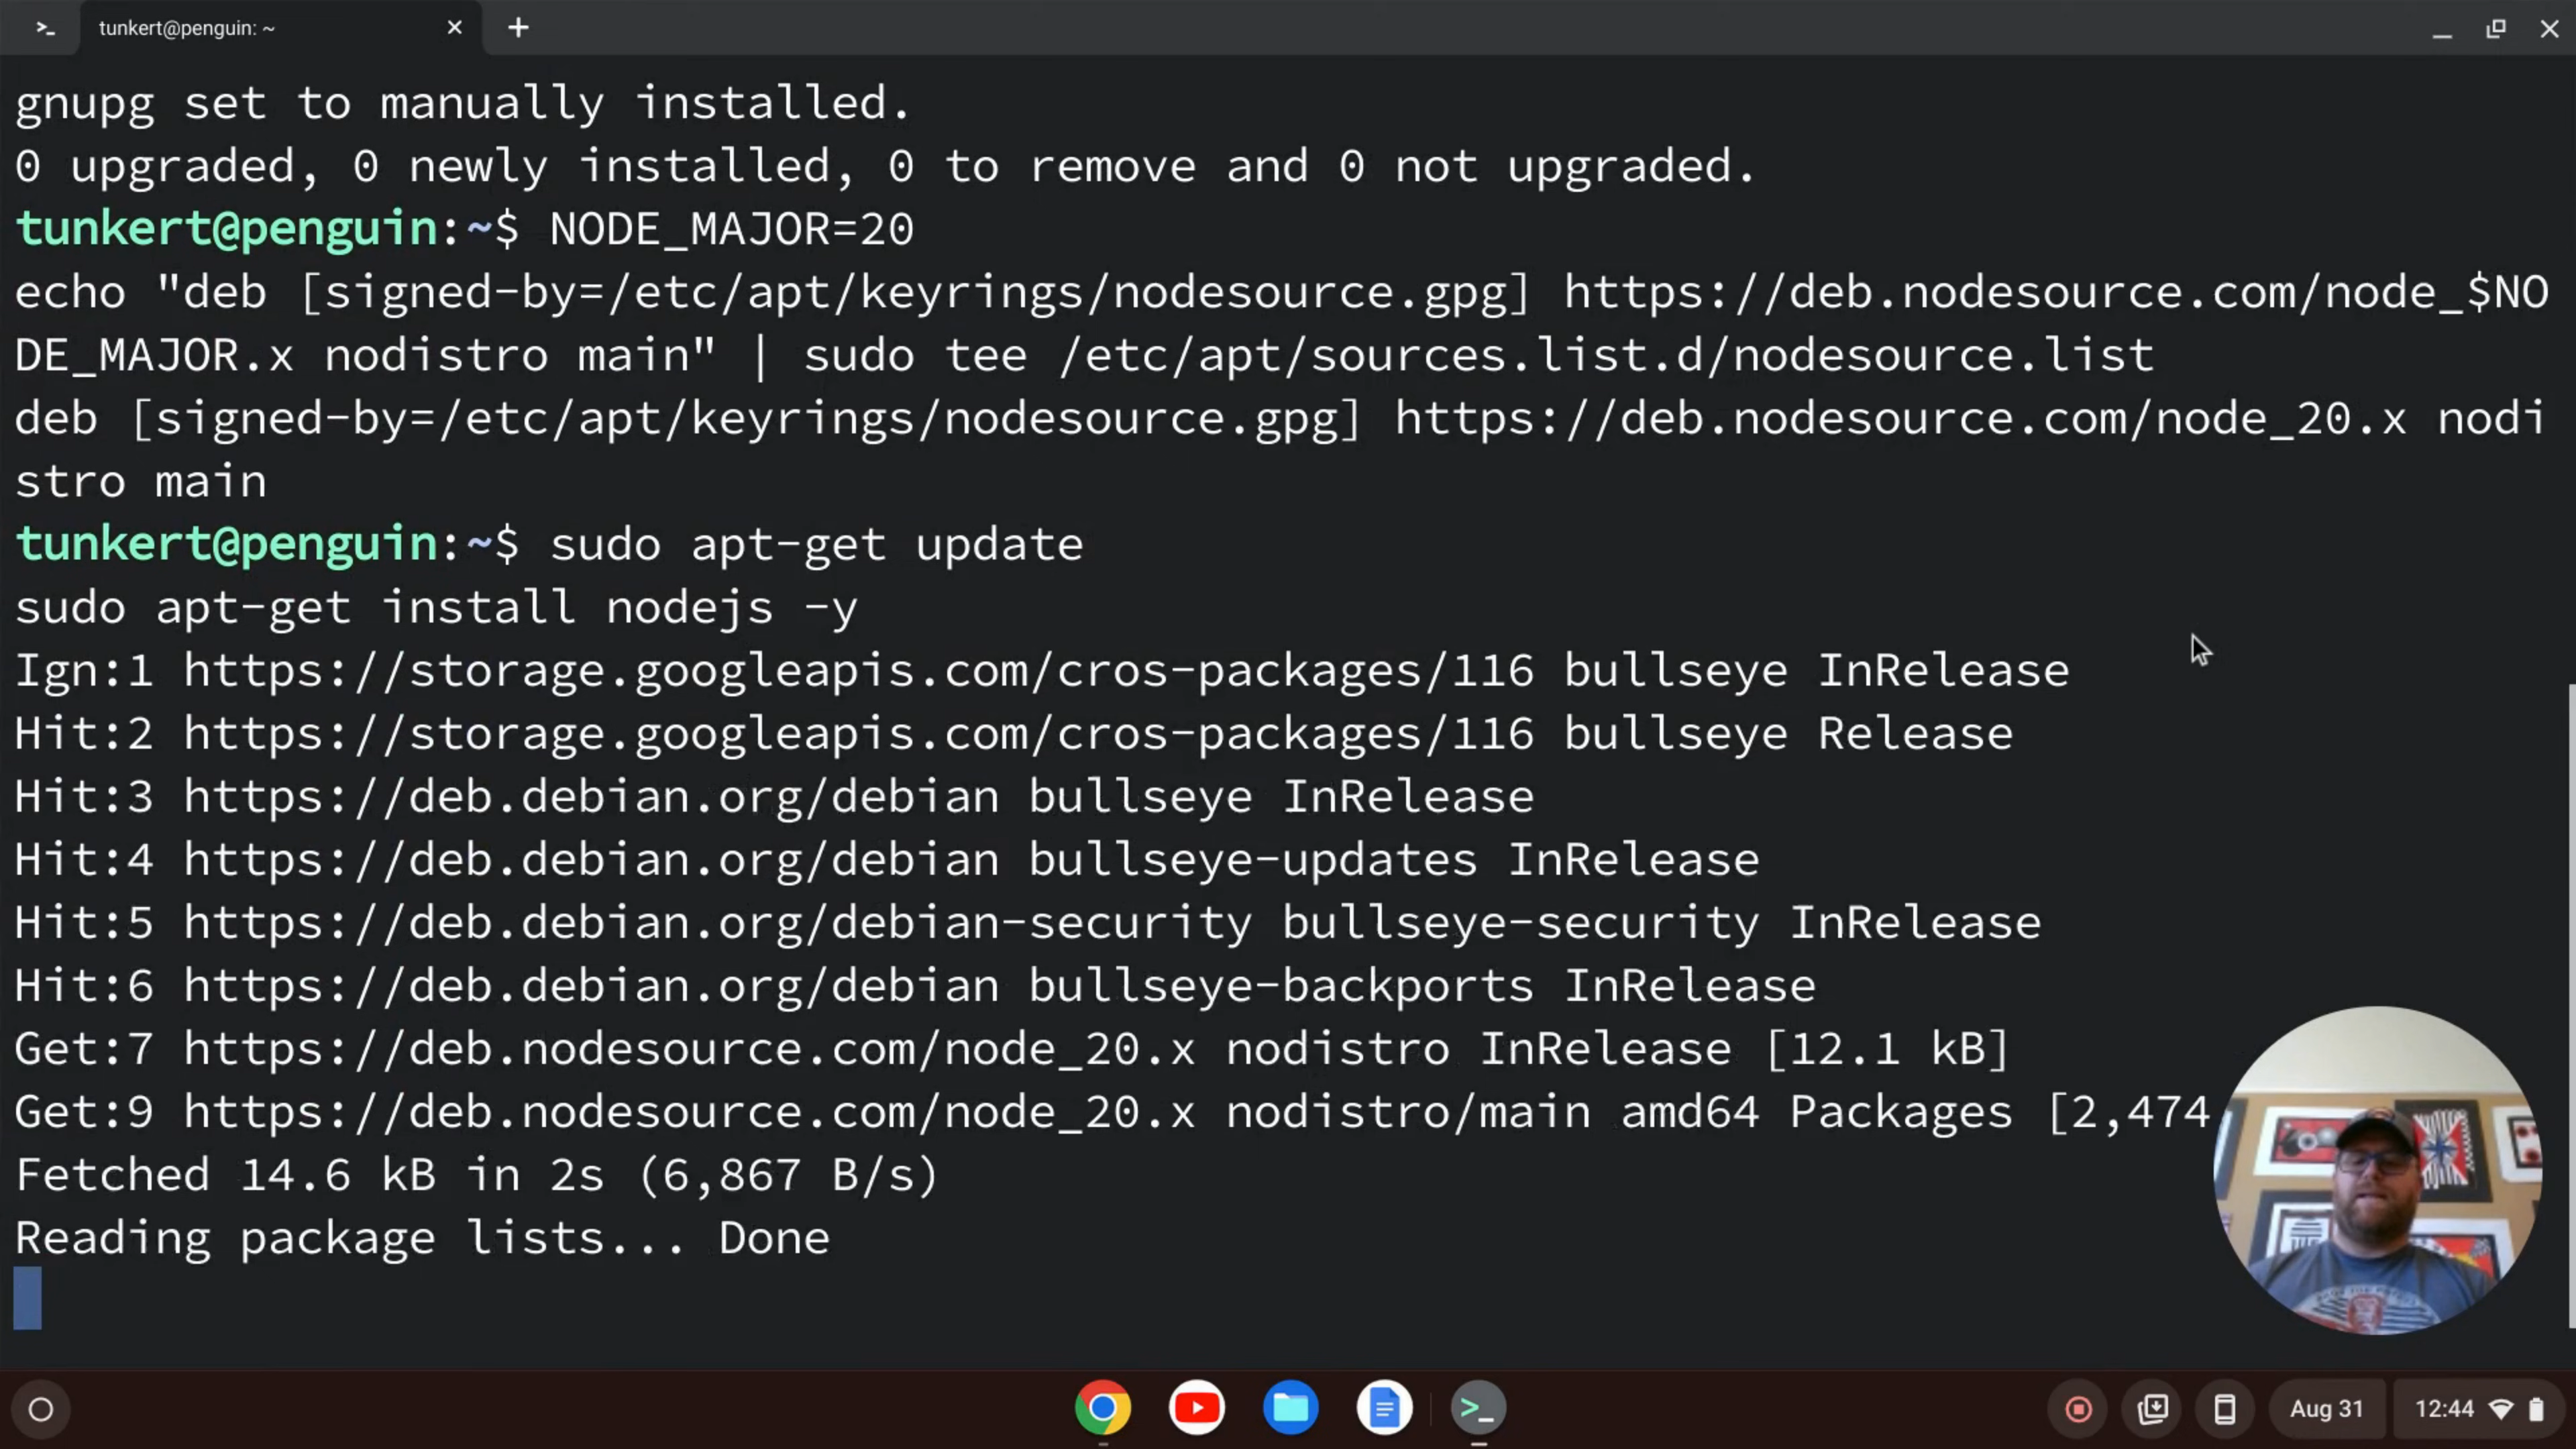 tunkert@penguin: ~
gnupg set to manually installed.
0 upgraded, 0 newly installed, 0 to remove and 0 not upgraded.
tunkert@penguin:~$ NODE_MAJOR=20
echo "deb [signed-by=/etc/apt/keyrings/nodesource.gpg] https://deb.nodesource.com/node_$NO
DE_MAJOR.x nodistro main" | sudo tee /etc/apt/sources.list.d/nodesource.list
deb [signed-by=/etc/apt/keyrings/nodesource.gpg] https://deb.nodesource.com/node_20.x nodi
stro main
tunkert@penguin:~$ sudo apt-get update
sudo apt-get install nodejs -y
Ign:1 https://storage.googleapis.com/cros-packages/116 bullseye InRelease
Hit:2 https://storage.googleapis.com/cros-packages/116 bullseye Release
Hit:3 https://deb.debian.org/debian bullseye InRelease
Hit:4 https://deb.debian.org/debian bullseye-updates InRelease
Hit:5 https://deb.debian.org/debian-security bullseye-security InRelease
Hit:6 https://deb.debian.org/debian bullseye-backports InRelease
Get:7 https://deb.nodesource.com/node_20.x nodistro InRelease [12.1 kB]
Get:9 https://deb.nodesource.com/node_20.x nodistro/main amd64 Packages [2,474
Fetched 14.6 kB in 2s (6,867 B/s)
Reading package lists... Done
Aug 31
12:44